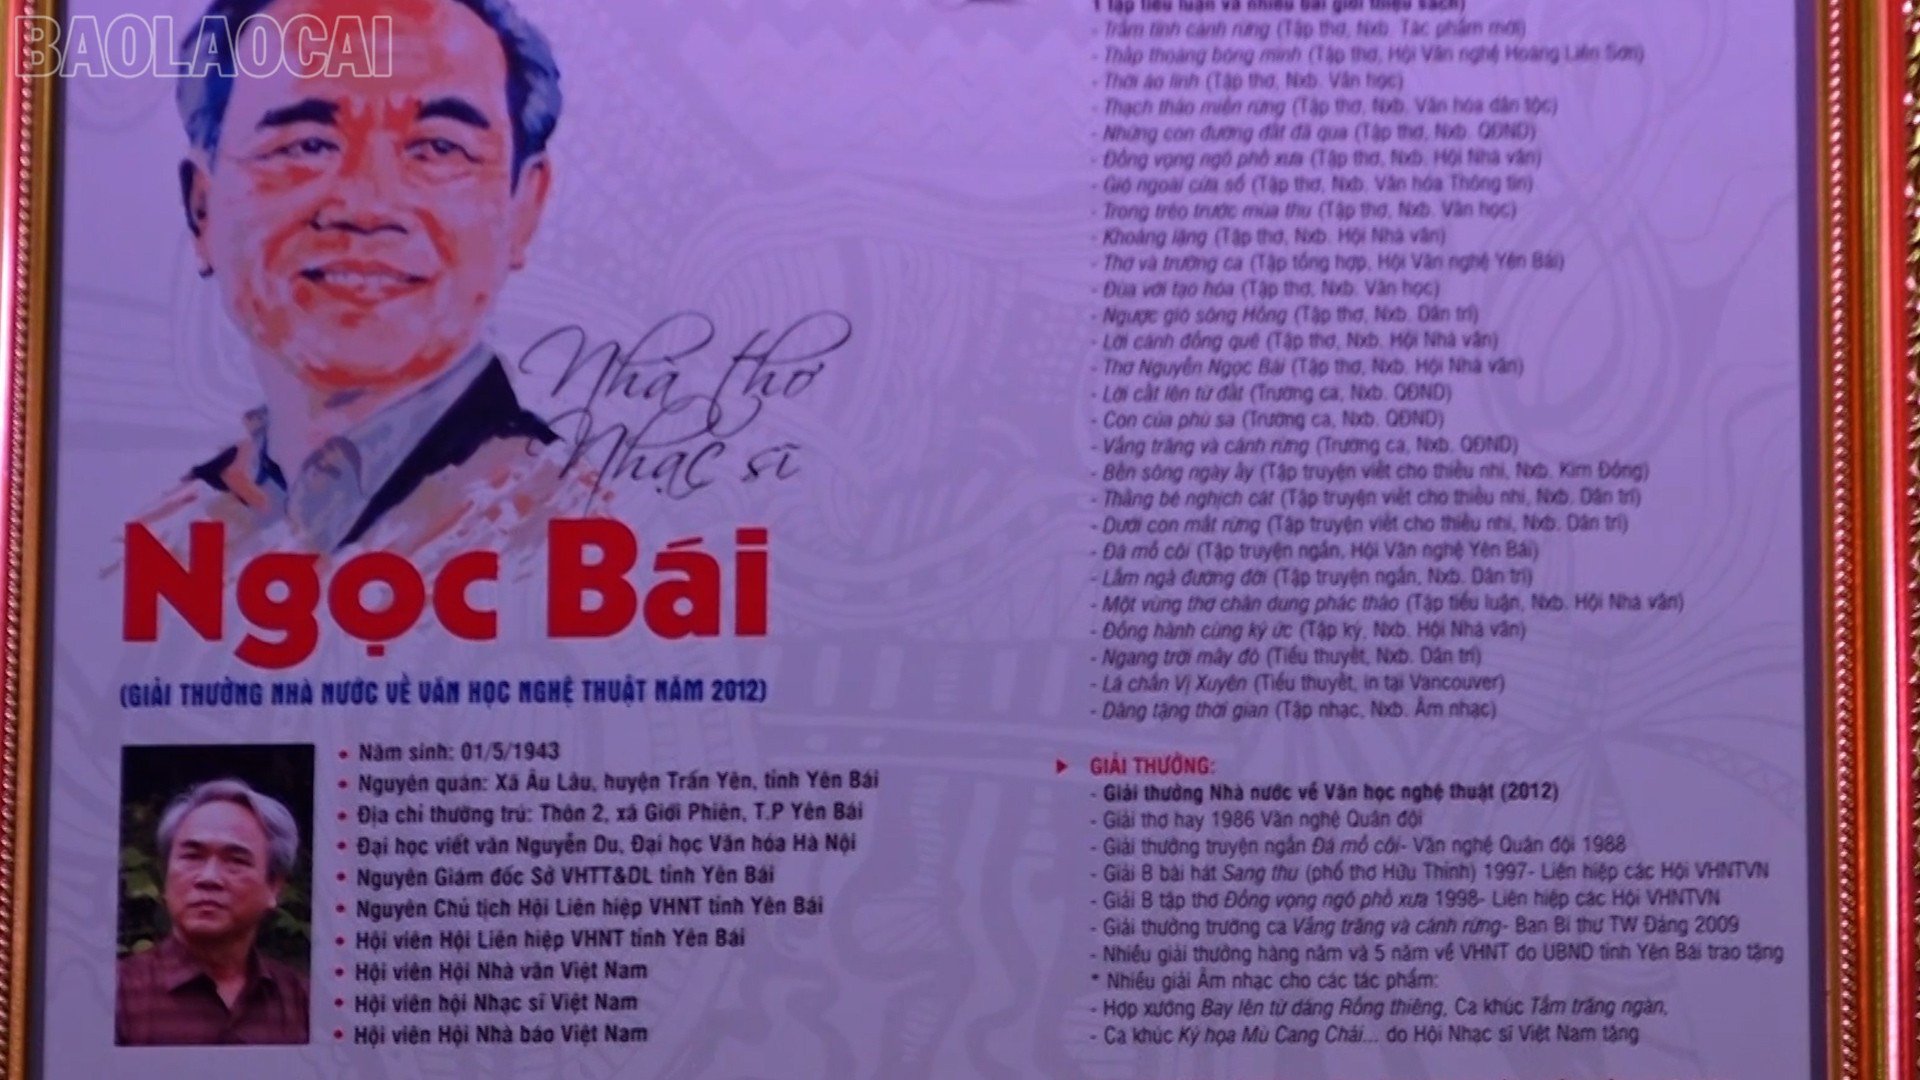 BAOLAOCAI
Nhà thơ
Nhạc sĩ
Ngọc Bái
(GIẢI THƯỞNG NHÀ NƯỚC VỀ VĂN HỌC NGHỆ THUẬT NĂM 2012)
• Năm sinh: 01/5/1943
• Nguyên quán: Xã Âu Lâu, huyện Trấn Yên, tỉnh Yên Bái
• Địa chỉ thường trú: Thôn 2, xã Giới Phiên, T.P Yên Bái
• Đại học viết văn Nguyễn Du, Đại học Văn hóa Hà Nội
• Nguyên Giám đốc Sở VHTT&DL tỉnh Yên Bái
• Nguyên Chủ tịch Hội Liên hiệp VHNT tỉnh Yên Bái
• Hội viên Hội Liên hiệp VHNT tỉnh Yên Bái
• Hội viên Hội Nhà văn Việt Nam
• Hội viên hội Nhạc sĩ Việt Nam
• Hội viên Hội Nhà báo Việt Nam
1 tập tiểu luận và nhiều bài giới thiệu sách)
- Trầm tĩnh cánh rừng (Tập thơ, Nxb. Tác phẩm mới)
- Thấp thoáng bóng mình (Tập thơ, Hội Văn nghệ Hoàng Liên Sơn)
- Thời áo lính (Tập thơ, Nxb. Văn học)
- Thạch thảo miền rừng (Tập thơ, Nxb. Văn hóa dân tộc)
- Những con đường đất đã qua (Tập thơ, Nxb. QĐND)
- Đồng vọng ngõ phố xưa (Tập thơ, Nxb. Hội Nhà văn)
- Gió ngoài cửa sổ (Tập thơ, Nxb. Văn hóa Thông tin)
- Trong trẻo trước mùa thu (Tập thơ, Nxb. Văn học)
- Khoảng lặng (Tập thơ, Nxb. Hội Nhà văn)
- Thơ và trường ca (Tập tổng hợp, Hội Văn nghệ Yên Bái)
- Đùa với tạo hóa (Tập thơ, Nxb. Văn học)
- Ngược gió sông Hồng (Tập thơ, Nxb. Dân trí)
- Lời cánh đồng quê (Tập thơ, Nxb. Hội Nhà văn)
- Thơ Nguyễn Ngọc Bái (Tập thơ, Nxb. Hội Nhà văn)
- Lời cất lên từ đất (Trường ca, Nxb. QĐND)
- Con của phù sa (Trường ca, Nxb. QĐND)
- Vầng trăng và cánh rừng (Trường ca, Nxb. QĐND)
- Bến sông ngày ấy (Tập truyện viết cho thiếu nhi, Nxb. Kim Đồng)
- Thằng bé nghịch cát (Tập truyện viết cho thiếu nhi, Nxb. Dân trí)
- Dưới con mắt rừng (Tập truyện viết cho thiếu nhi, Nxb. Dân trí)
- Đá mồ côi (Tập truyện ngắn, Hội Văn nghệ Yên Bái)
- Lắm ngả đường đời (Tập truyện ngắn, Nxb. Dân trí)
- Một vùng thơ chân dung phác thảo (Tập tiểu luận, Nxb. Hội Nhà văn)
- Đồng hành cùng ký ức (Tập ký, Nxb. Hội Nhà văn)
- Ngang trời mây đỏ (Tiểu thuyết, Nxb. Dân trí)
- Lá chắn Vị Xuyên (Tiểu thuyết, in tại Vancouver)
- Dâng tặng thời gian (Tập nhạc, Nxb. Âm nhạc)
GIẢI THƯỞNG:
- Giải thưởng Nhà nước về Văn học nghệ thuật (2012)
- Giải thơ hay 1986 Văn nghệ Quân đội
- Giải thưởng truyện ngắn Đá mồ côi- Văn nghệ Quân đội 1988
- Giải B bài hát Sang thu (phổ thơ Hữu Thỉnh) 1997- Liên hiệp các Hội VHNTVN
- Giải B tập thơ Đồng vọng ngõ phố xưa 1998- Liên hiệp các Hội VHNTVN
- Giải thưởng trường ca Vầng trăng và cánh rừng- Ban Bí thư TW Đảng 2009
- Nhiều giải thưởng hàng năm và 5 năm về VHNT do UBND tỉnh Yên Bái trao tặng
* Nhiều giải Âm nhạc cho các tác phẩm:
- Hợp xướng Bay lên từ dáng Rồng thiêng, Ca khúc Tắm trăng ngàn,
- Ca khúc Ký họa Mù Cang Chải... do Hội Nhạc sĩ Việt Nam tặng